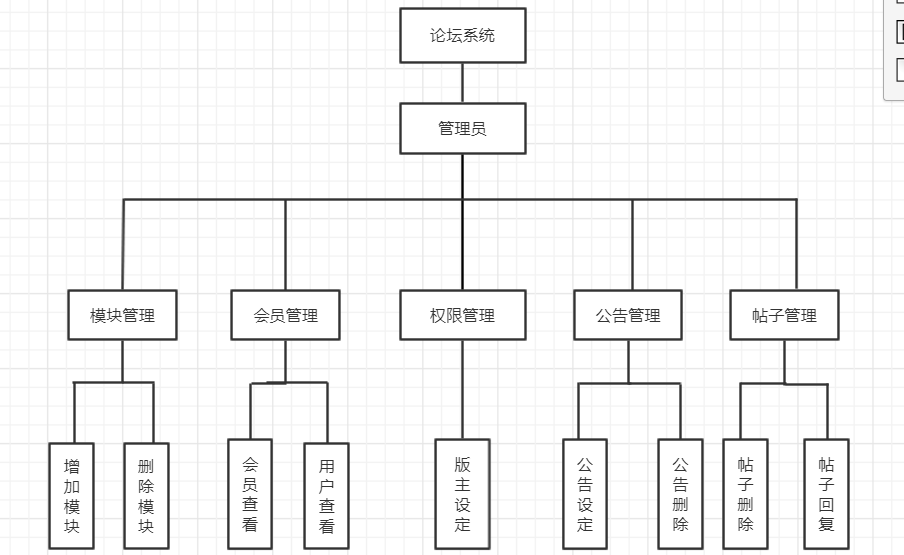 论坛系统
管理员
模块管理
会员管理
权限管理
公告管理
帖子管理
增加模块
删除模块
会员查看
用户查看
版主设定
公告设定
公告删除
帖子删除
帖子回复